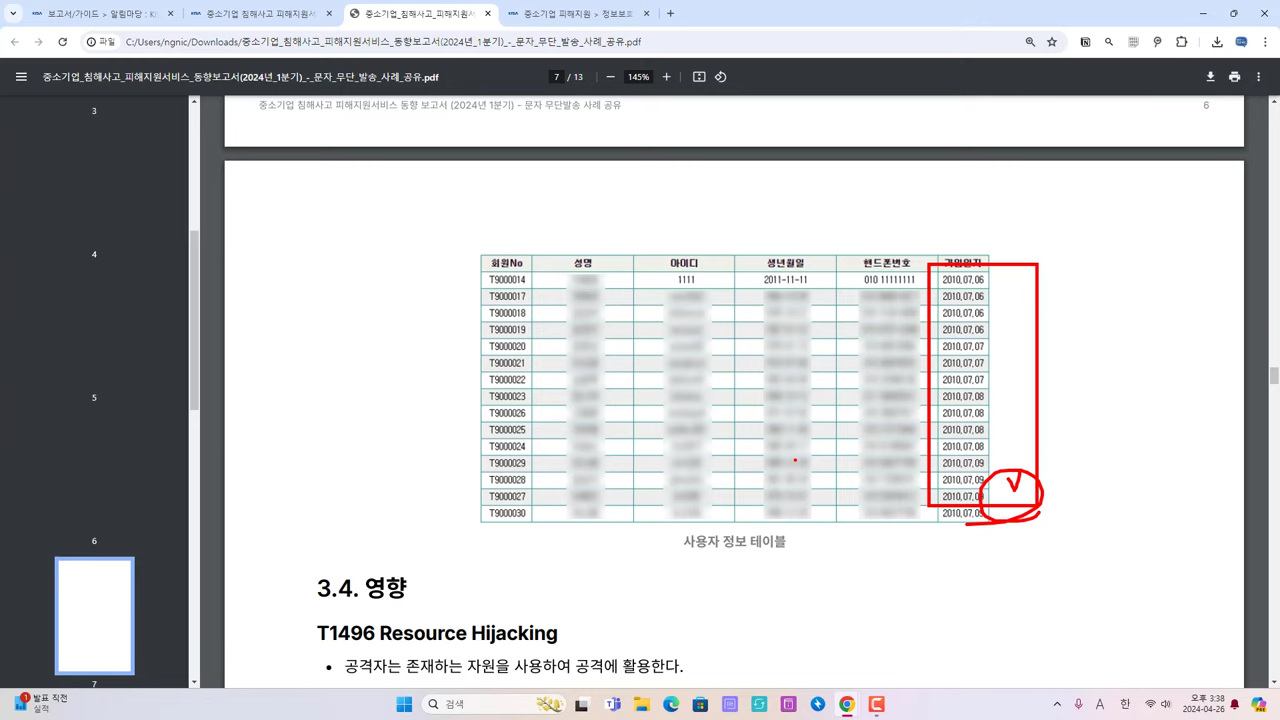 보고서/가이드 > 알림마당 : KI
중소기업 침해사고 피해지원서
중소기업_침해사고_피해지원서
중소기업 피해지원 > 정보보호
파일
C:/Users/ngnic/Downloads/중소기업_침해사고_피해지원서비스_동향보고서(2024년_1분기)_-_문자_무단_발송_사례_공유.pdf
중소기업_침해사고_피해지원서비스_동향보고서(2024년_1분기)_-_문자_무단_발송_사례_공유.pdf
7 / 13
145%
3
4
5
6
7
중소기업 침해사고 피해지원서비스 동향 보고서 (2024년 1분기) - 문자 무단발송 사례 공유
6
회원No 성명 아이디 생년월일 핸드폰번호 가입일자
T9000014 1111 2011-11-11 010 11111111 2010.07.06
T9000017 2010.07.06
T9000018 2010.07.06
T9000019 2010.07.06
T9000020 2010.07.07
T9000021 2010.07.07
T9000022 2010.07.07
T9000023 2010.07.08
T9000026 2010.07.08
T9000025 2010.07.08
T9000024 2010.07.08
T9000029 2010.07.09
T9000028 2010.07.09
T9000027 2010.07.09
T9000030 2010.07.09
사용자 정보 테이블
3.4. 영향
T1496 Resource Hijacking
• 공격자는 존재하는 자원을 사용하여 공격에 활용한다.
1
발표 직전
실적
검색
A
한
오후 3:38
2024-04-26